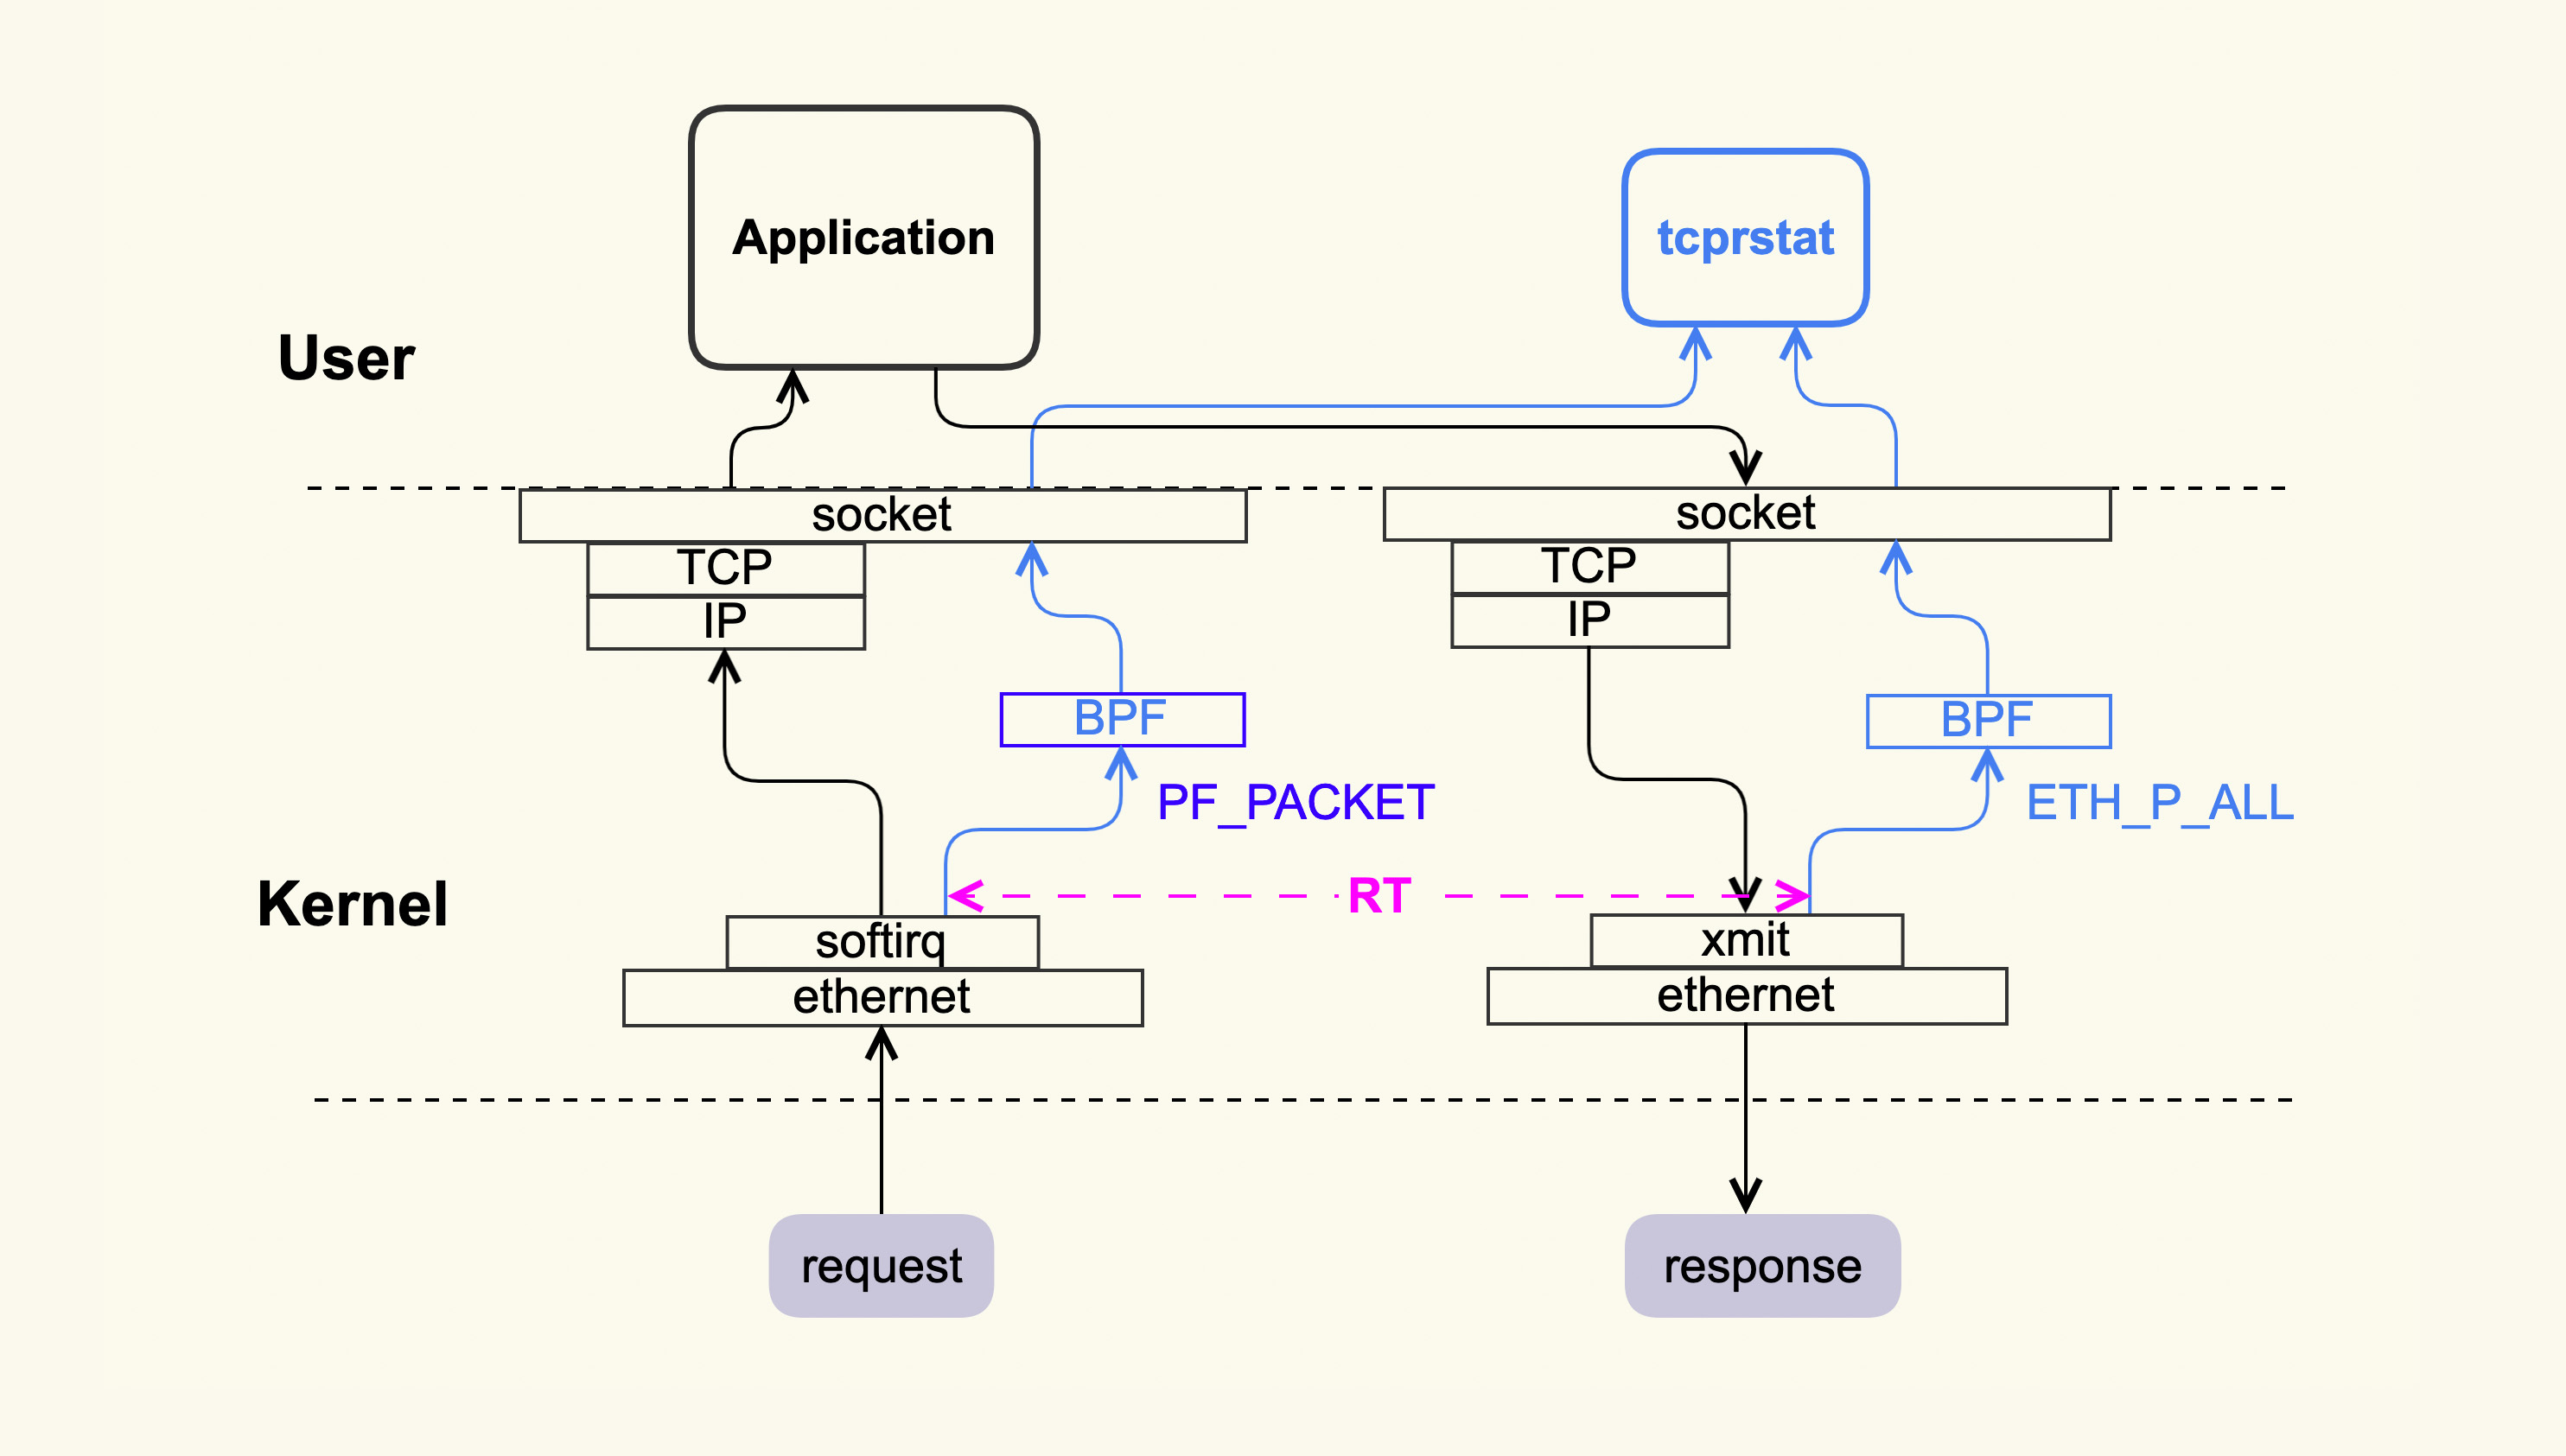 Application
tcprstat
User
socket
socket
TCP
TCP
IP
IP
BPF
BPF
PF_PACKET
ETH_P_ALL
Kernel
RT
softirq
xmit
ethernet
ethernet
request
response